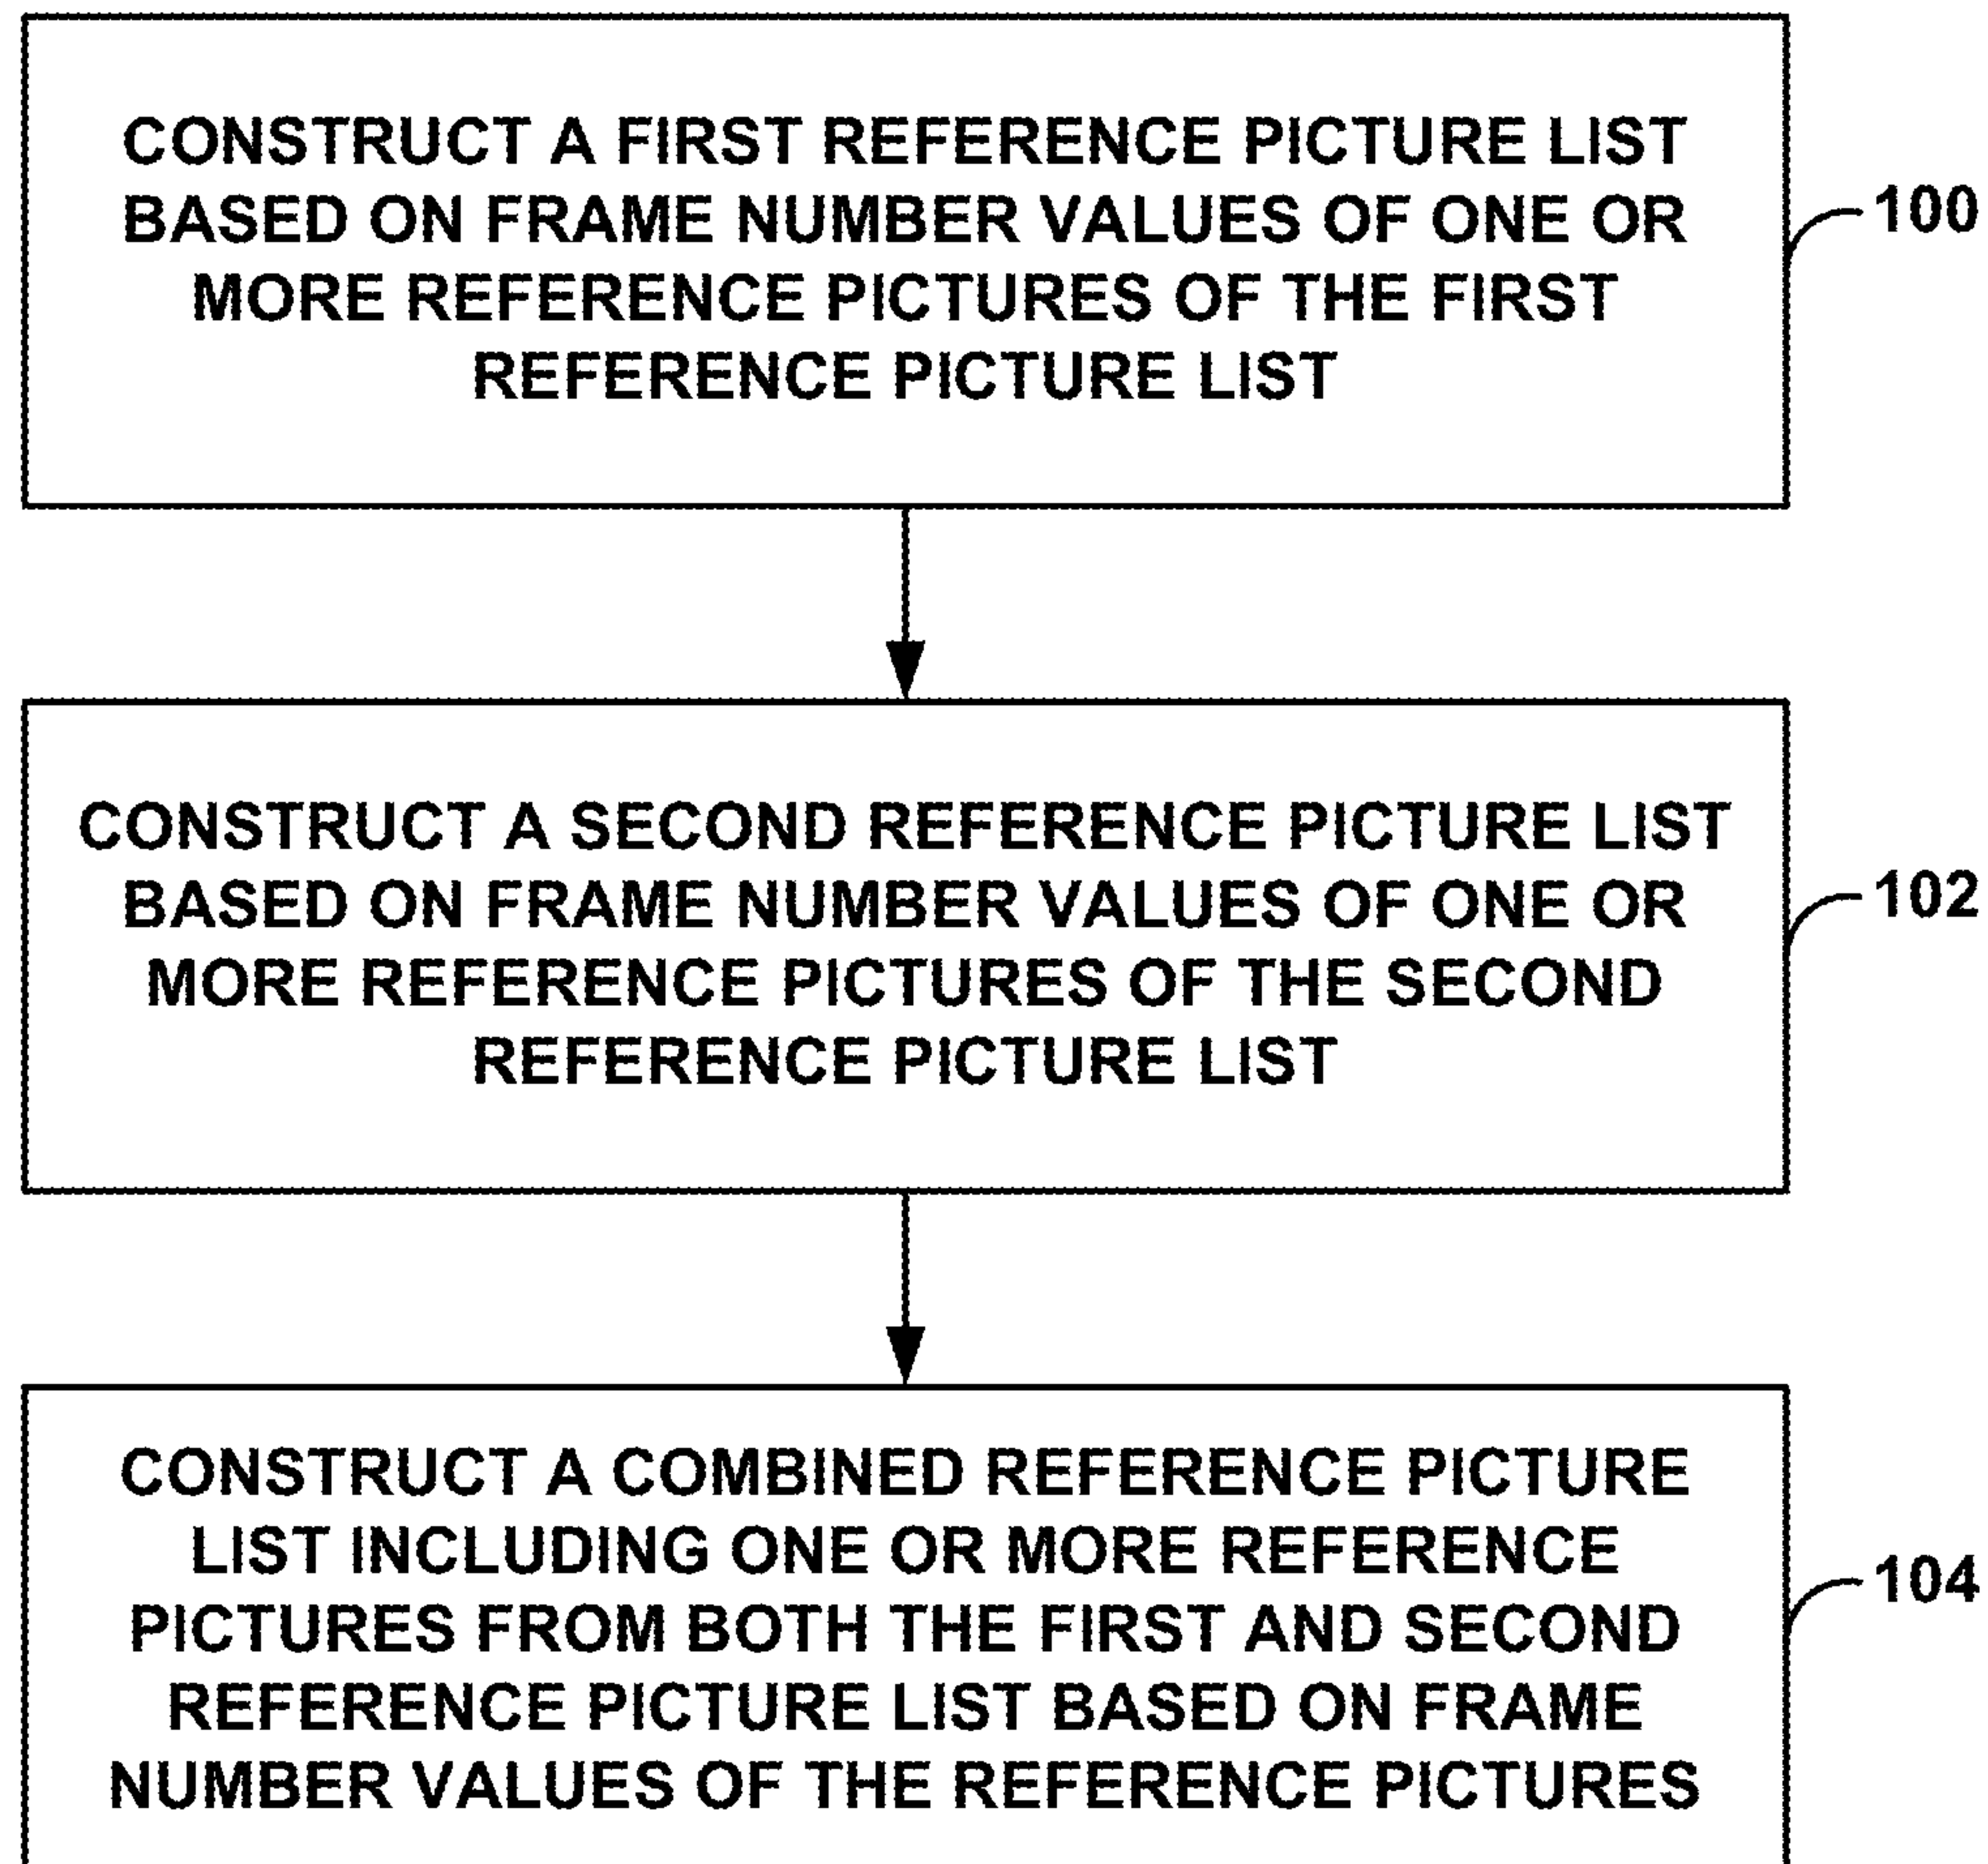 CONSTRUCT A FIRST REFERENCE PICTURE LIST
BASED ON FRAME NUMBER VALUES OF ONE OR
MORE REFERENCE PICTURES OF THE FIRST
REFERENCE PICTURE LIST
100
CONSTRUCT A SECOND REFERENCE PICTURE LIST
BASED ON FRAME NUMBER VALUES OF ONE OR
MORE REFERENCE PICTURES OF THE SECOND
REFERENCE PICTURE LIST
102
CONSTRUCT A COMBINED REFERENCE PICTURE
LIST INCLUDING ONE OR MORE REFERENCE
PICTURES FROM BOTH THE FIRST AND SECOND
REFERENCE PICTURE LIST BASED ON FRAME
NUMBER VALUES OF THE REFERENCE PICTURES
104